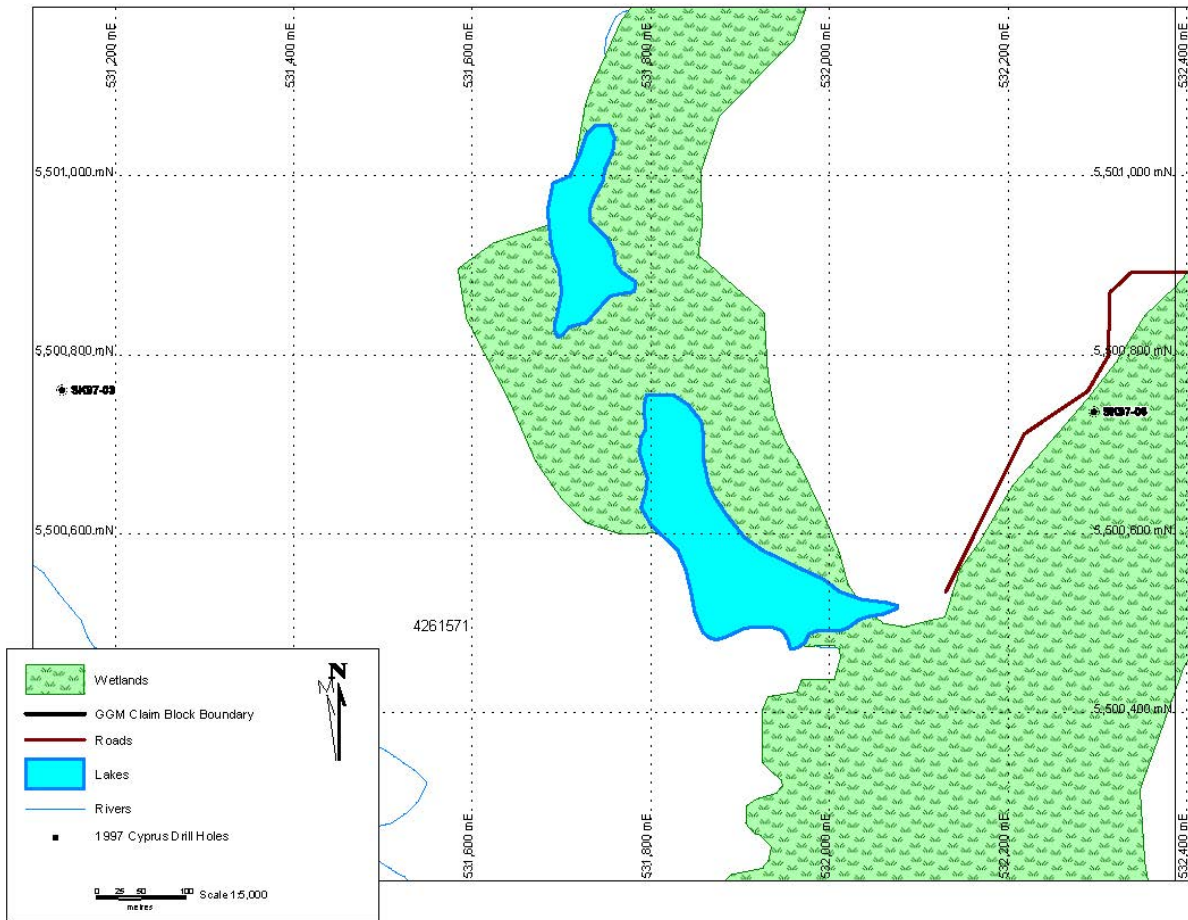 531,200 mE
531,400 mE
531,600 mE
531,800 mE
532,000 mE
532,200 mE
532,400 mE
5,501,000 mN
5,501,000 mN
5,500,800 mN
5,500,800 mN
SK97-03
SK97-06
5,500,600 mN
5,500,600 mN
4261571
5,500,400 mN
531,600 mE
531,800 mE
532,000 mE
532,200 mE
532,400 mE
Wetlands
GGM Claim Block Boundary
Roads
Lakes
Rivers
1997 Cyprus Drill Holes
N
M
0 25 50 100 Scale 1:5,000
metres